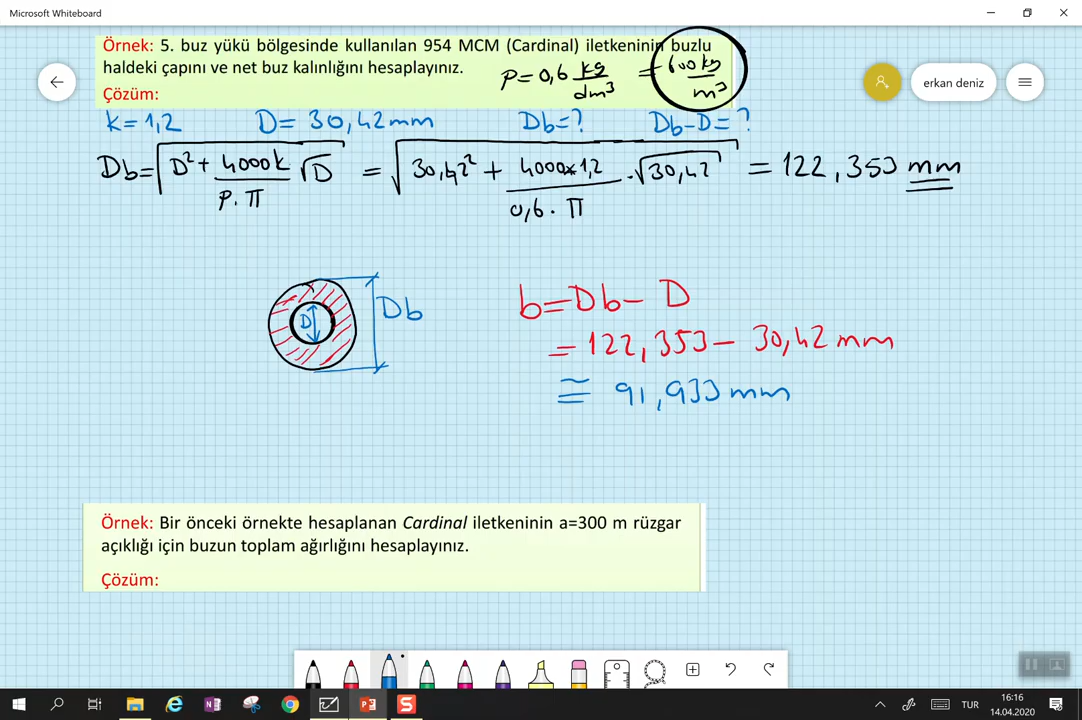 Microsoft Whiteboard
Örnek: 5. buz yükü bölgesinde kullanılan 954 MCM (Cardinal) iletkeninin buzlu
haldeki çapını ve net buz kalınlığını hesaplayınız.
ρ = 0,6 kg/dm³ = 600 kg/m³
Çözüm:
erkan deniz
k = 1,2 D = 30,42 mm Db = ? Db - D = ?
Db = √(D² + 4000k/ρ.π √D) = √(30,42² + 4000x1,2/0,6.π . √30,42) = 122,353 mm
D
Db
b = Db - D
= 122,353 - 30,42 mm
≅ 91,933 mm
Örnek: Bir önceki örnekte hesaplanan Cardinal iletkeninin a=300 m rüzgar
açıklığı için buzun toplam ağırlığını hesaplayınız.
Çözüm:
TUR
16:16
14.04.2020